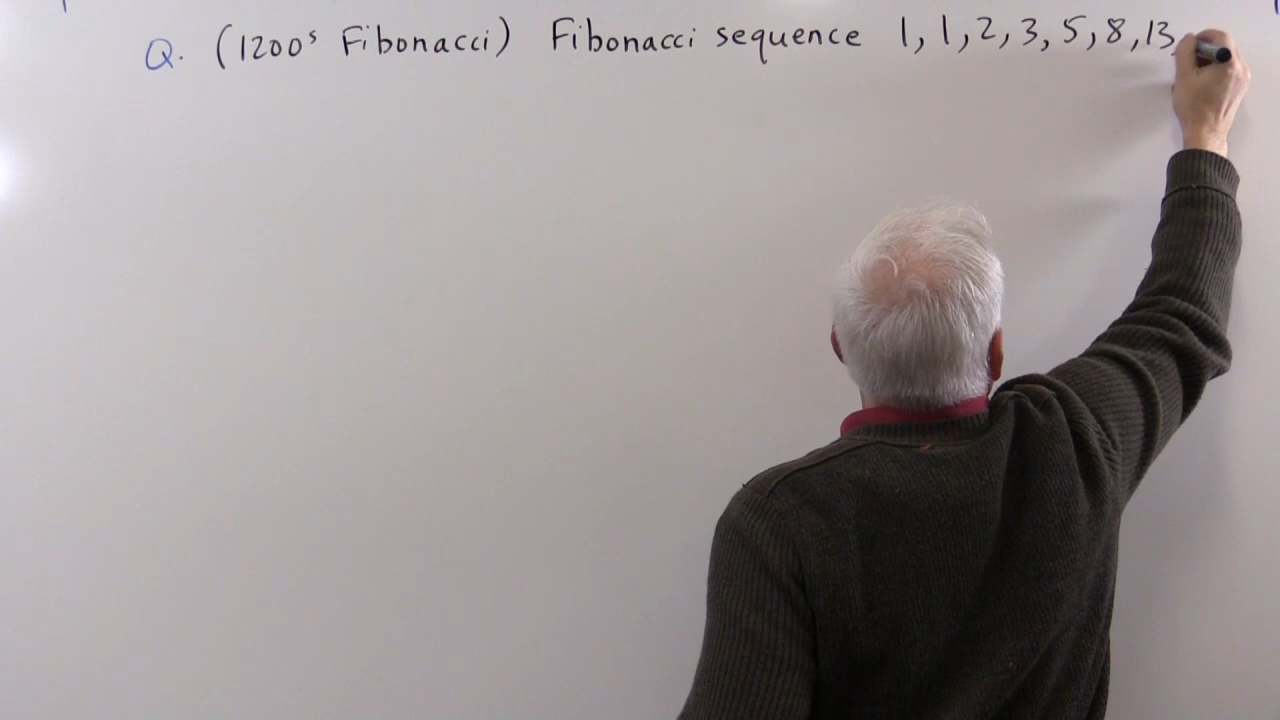 Q. (1200s Fibonacci) Fibonacci sequence 1, 1, 2, 3, 5, 8, 13,